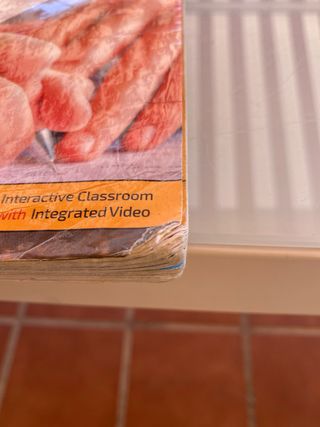 Interactive Classroom
with Integrated Video